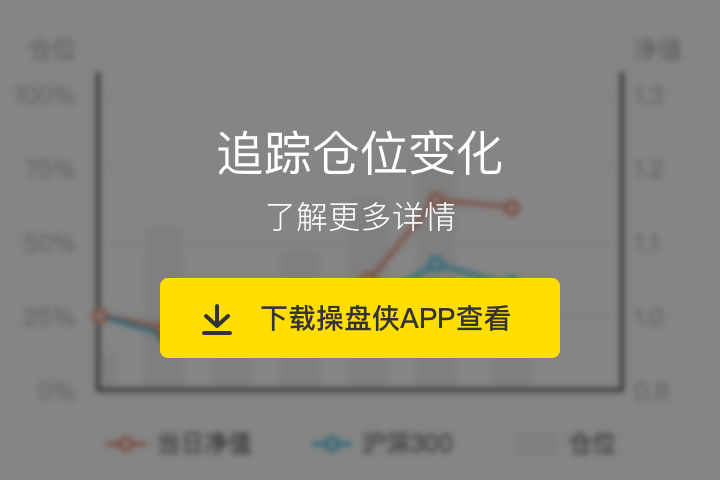 仓位 净值
100% 1.3
追踪仓位变化
75% 1.2
了解更多详情
50% 1.1
下载操盘侠APP查看
25% 1.0
0% 0.8
当日净值 沪深300 仓位